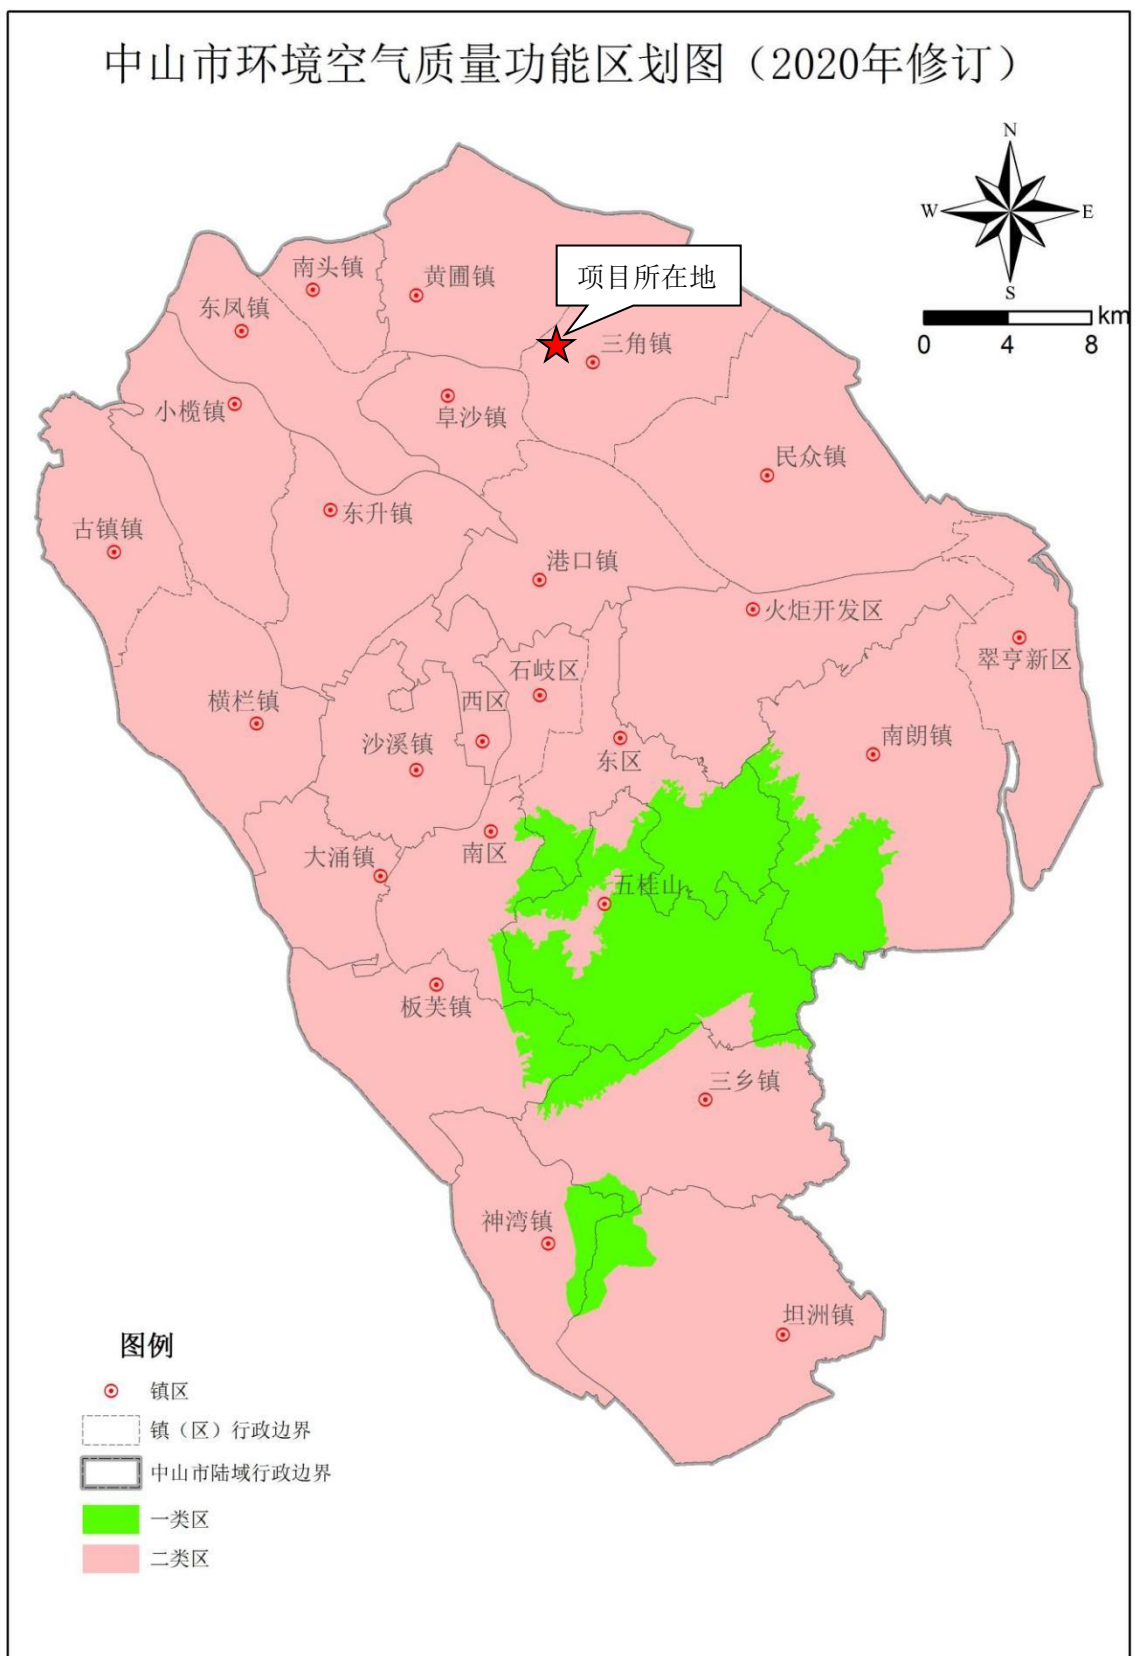 中山市环境空气质量功能区划图（2020年修订）
N
W
E
S
km
0
4
8
项目所在地
南头镇
黄圃镇
东凤镇
三角镇
小榄镇
阜沙镇
民众镇
古镇镇
东升镇
港口镇
火炬开发区
翠亨新区
石岐区
横栏镇
西区
沙溪镇
东区
南朗镇
大涌镇
南区
五桂山
板芙镇
三乡镇
神湾镇
坦洲镇
图例
镇区
镇（区）行政边界
中山市陆域行政边界
一类区
二类区